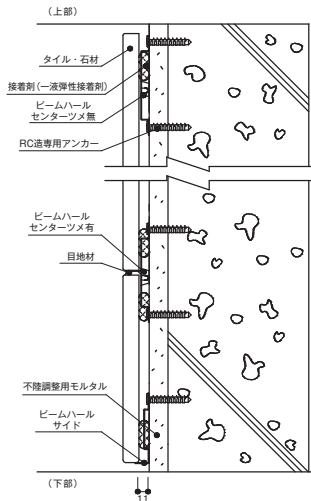 （上部）
タイル・石材
接着剤（一液弾性接着剤）
ビームハール
センターツメ無
RC造専用アンカー
ビームハール
センターツメ有
目地材
不陸調整用モルタル
ビームハール
サイド
（下部）
11